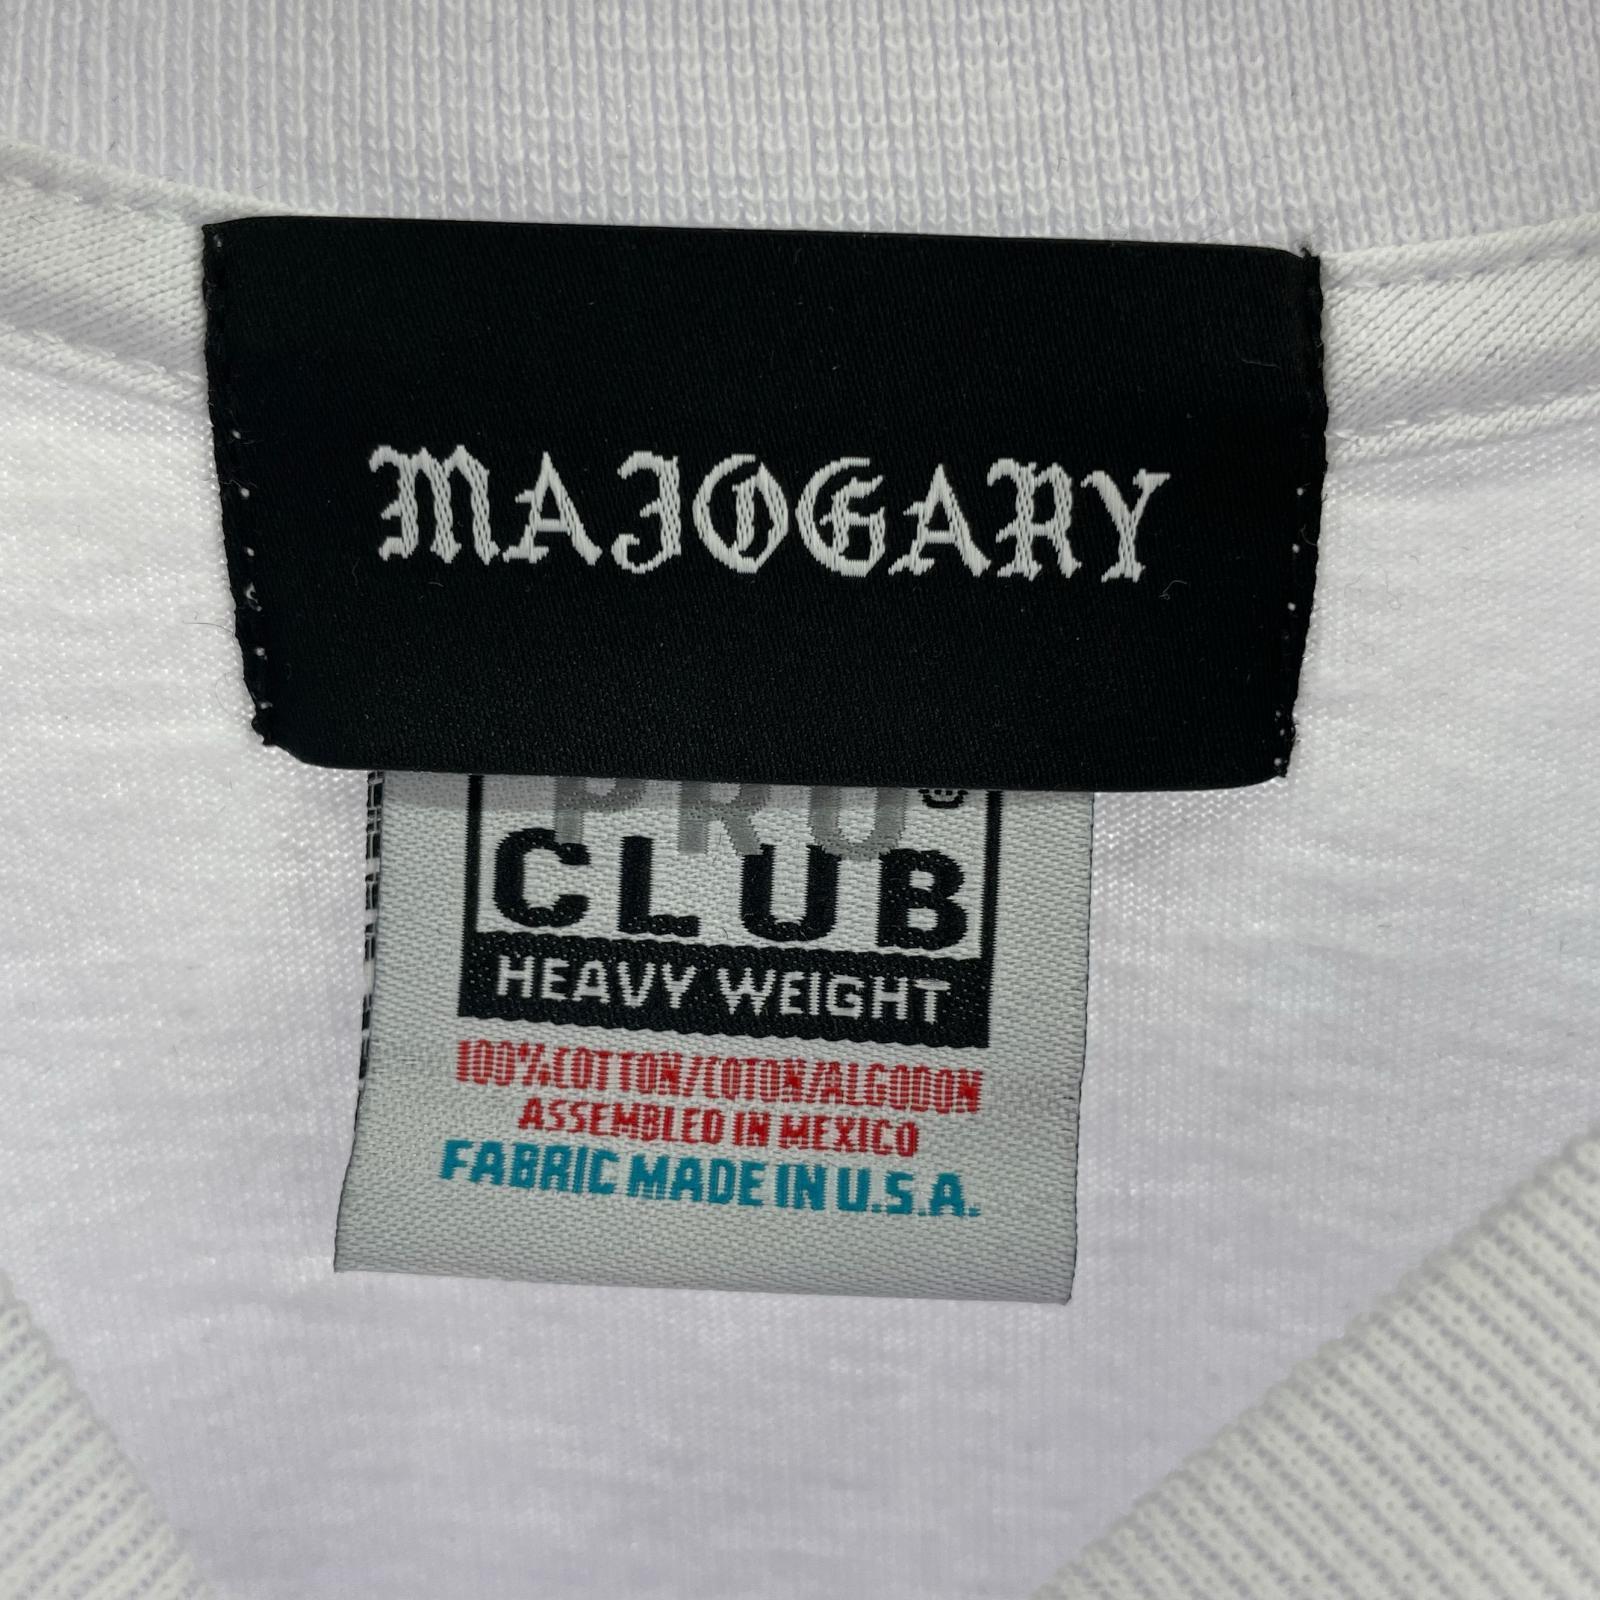 MAJOGARY
PRO ®
CLUB
HEAVY WEIGHT
100%COTTON/COTON/ALGODON
ASSEMBLED IN MEXICO
FABRIC MADE IN U.S.A.